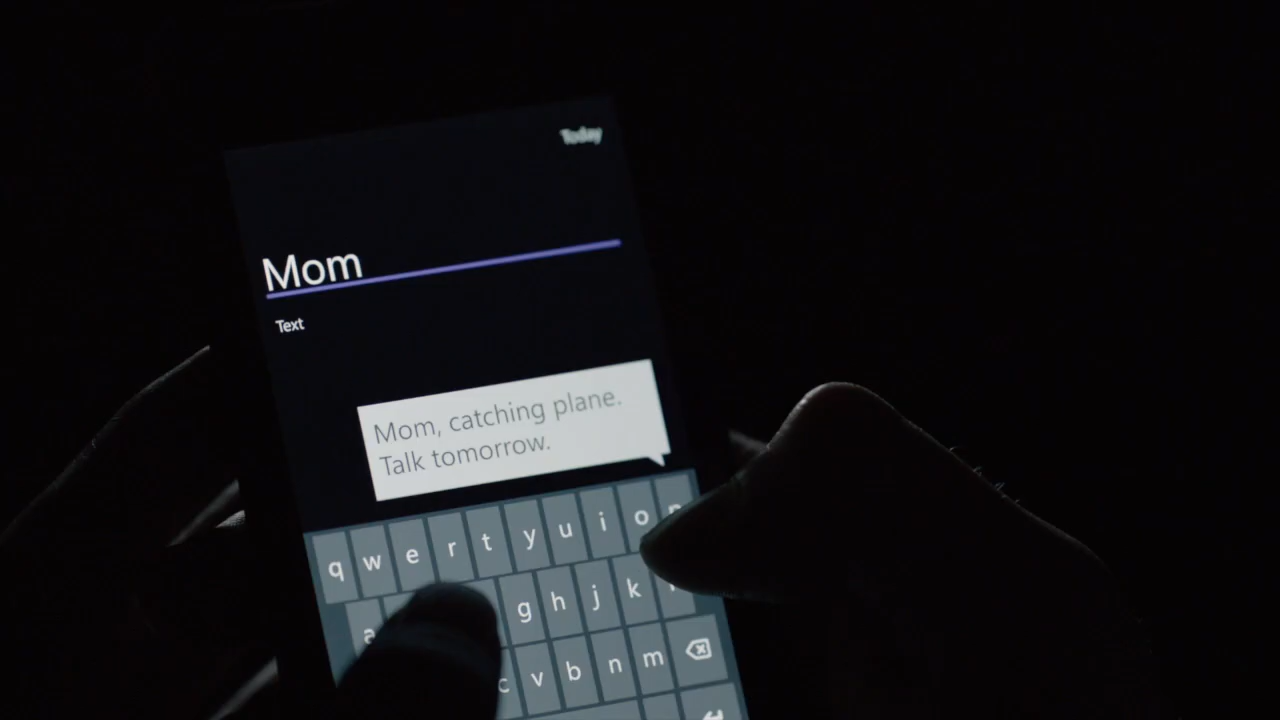 Today
Mom
Text
Mom, catching plane.
Talk tomorrow.
q w e r t y u i o
a g h j k
c v b n m